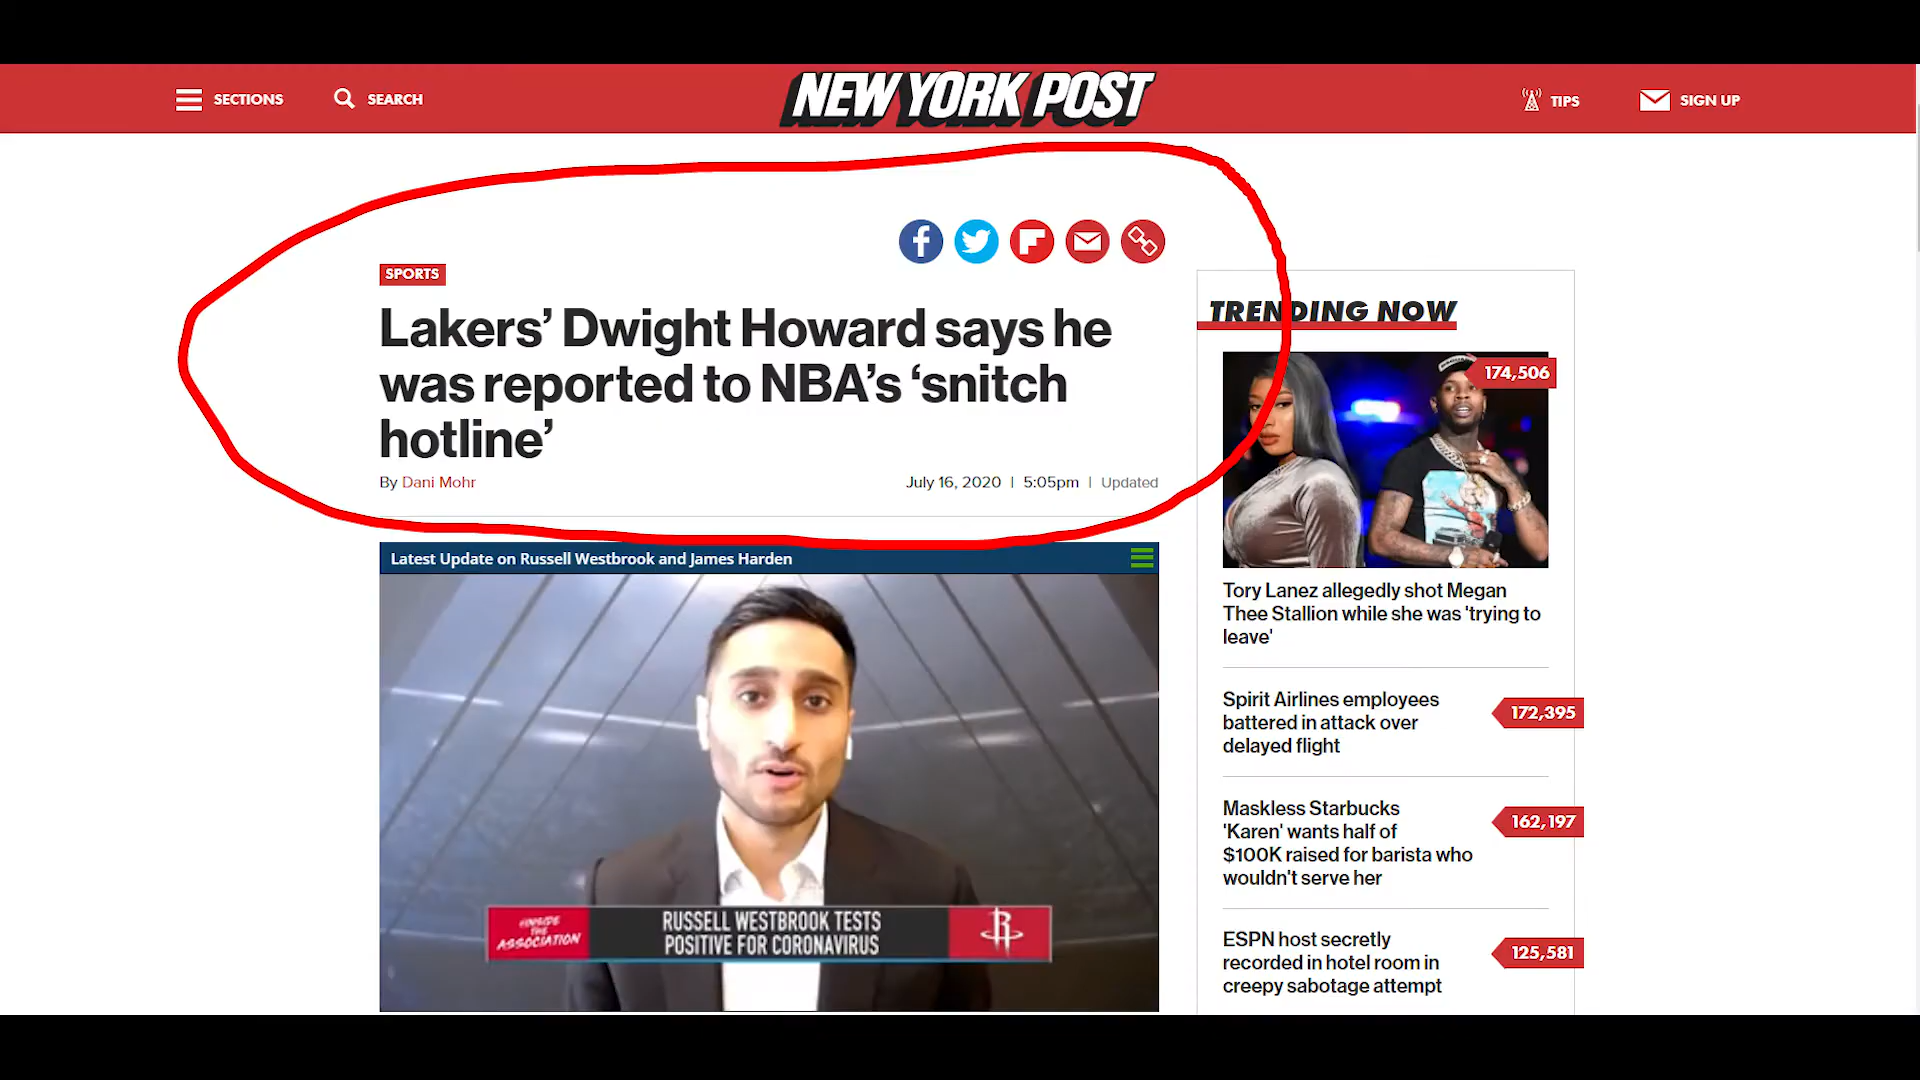 SECTIONS
SEARCH
NEW YORK POST
TIPS
SIGN UP
SPORTS
Lakers’ Dwight Howard says he
was reported to NBA’s ‘snitch
hotline’
By Dani Mohr
July 16, 2020 | 5:05pm | Updated
Latest Update on Russell Westbrook and James Harden
#INSIDE
THE
ASSOCIATION
RUSSELL WESTBROOK TESTS
POSITIVE FOR CORONAVIRUS
R
TRENDING NOW
174,506
Tory Lanez allegedly shot Megan
Thee Stallion while she was 'trying to
leave'
Spirit Airlines employees
battered in attack over
delayed flight
172,395
Maskless Starbucks
'Karen' wants half of
$100K raised for barista who
wouldn't serve her
162,197
ESPN host secretly
recorded in hotel room in
creepy sabotage attempt
125,581